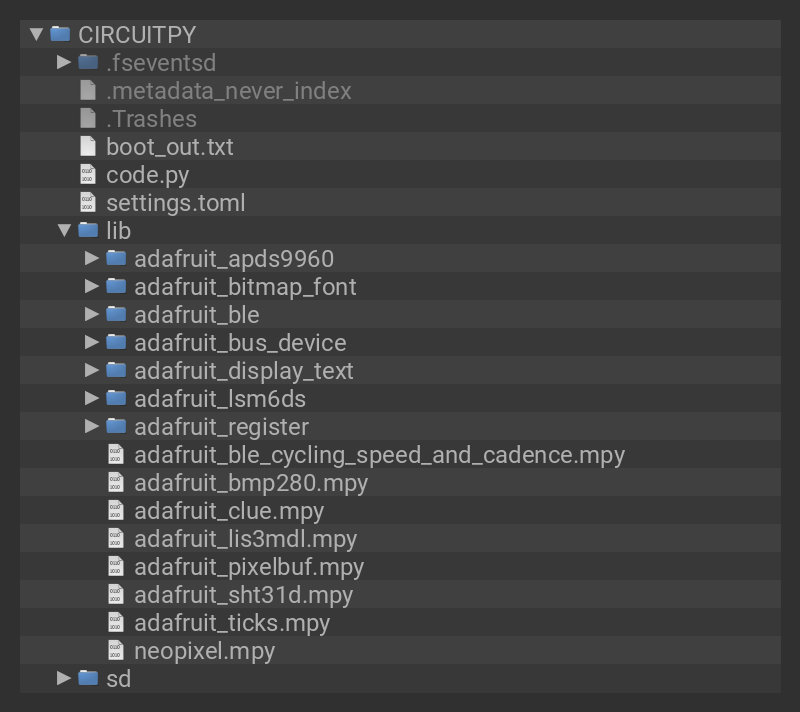 CIRCUITPY
.fseventsd
.metadata_never_index
.Trashes
boot_out.txt
code.py
settings.toml
lib
adafruit_apds9960
adafruit_bitmap_font
adafruit_ble
adafruit_bus_device
adafruit_display_text
adafruit_lsm6ds
adafruit_register
adafruit_ble_cycling_speed_and_cadence.mpy
adafruit_bmp280.mpy
adafruit_clue.mpy
adafruit_lis3mdl.mpy
adafruit_pixelbuf.mpy
adafruit_sht31d.mpy
adafruit_ticks.mpy
neopixel.mpy
sd